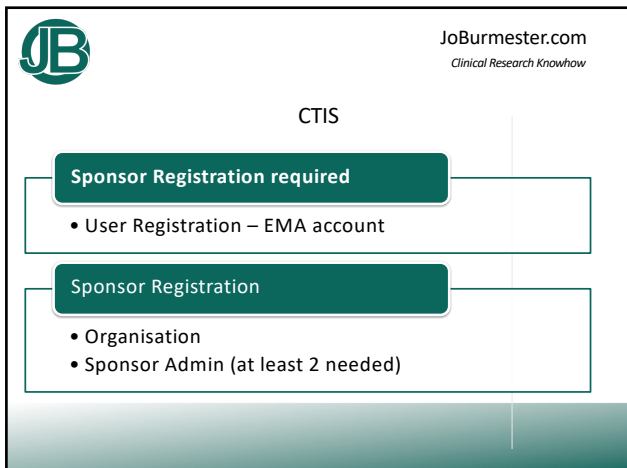 JB
JoBurmester.com
Clinical Research Knowhow
CTIS
Sponsor Registration required
• User Registration – EMA account
Sponsor Registration
• Organisation
• Sponsor Admin (at least 2 needed)